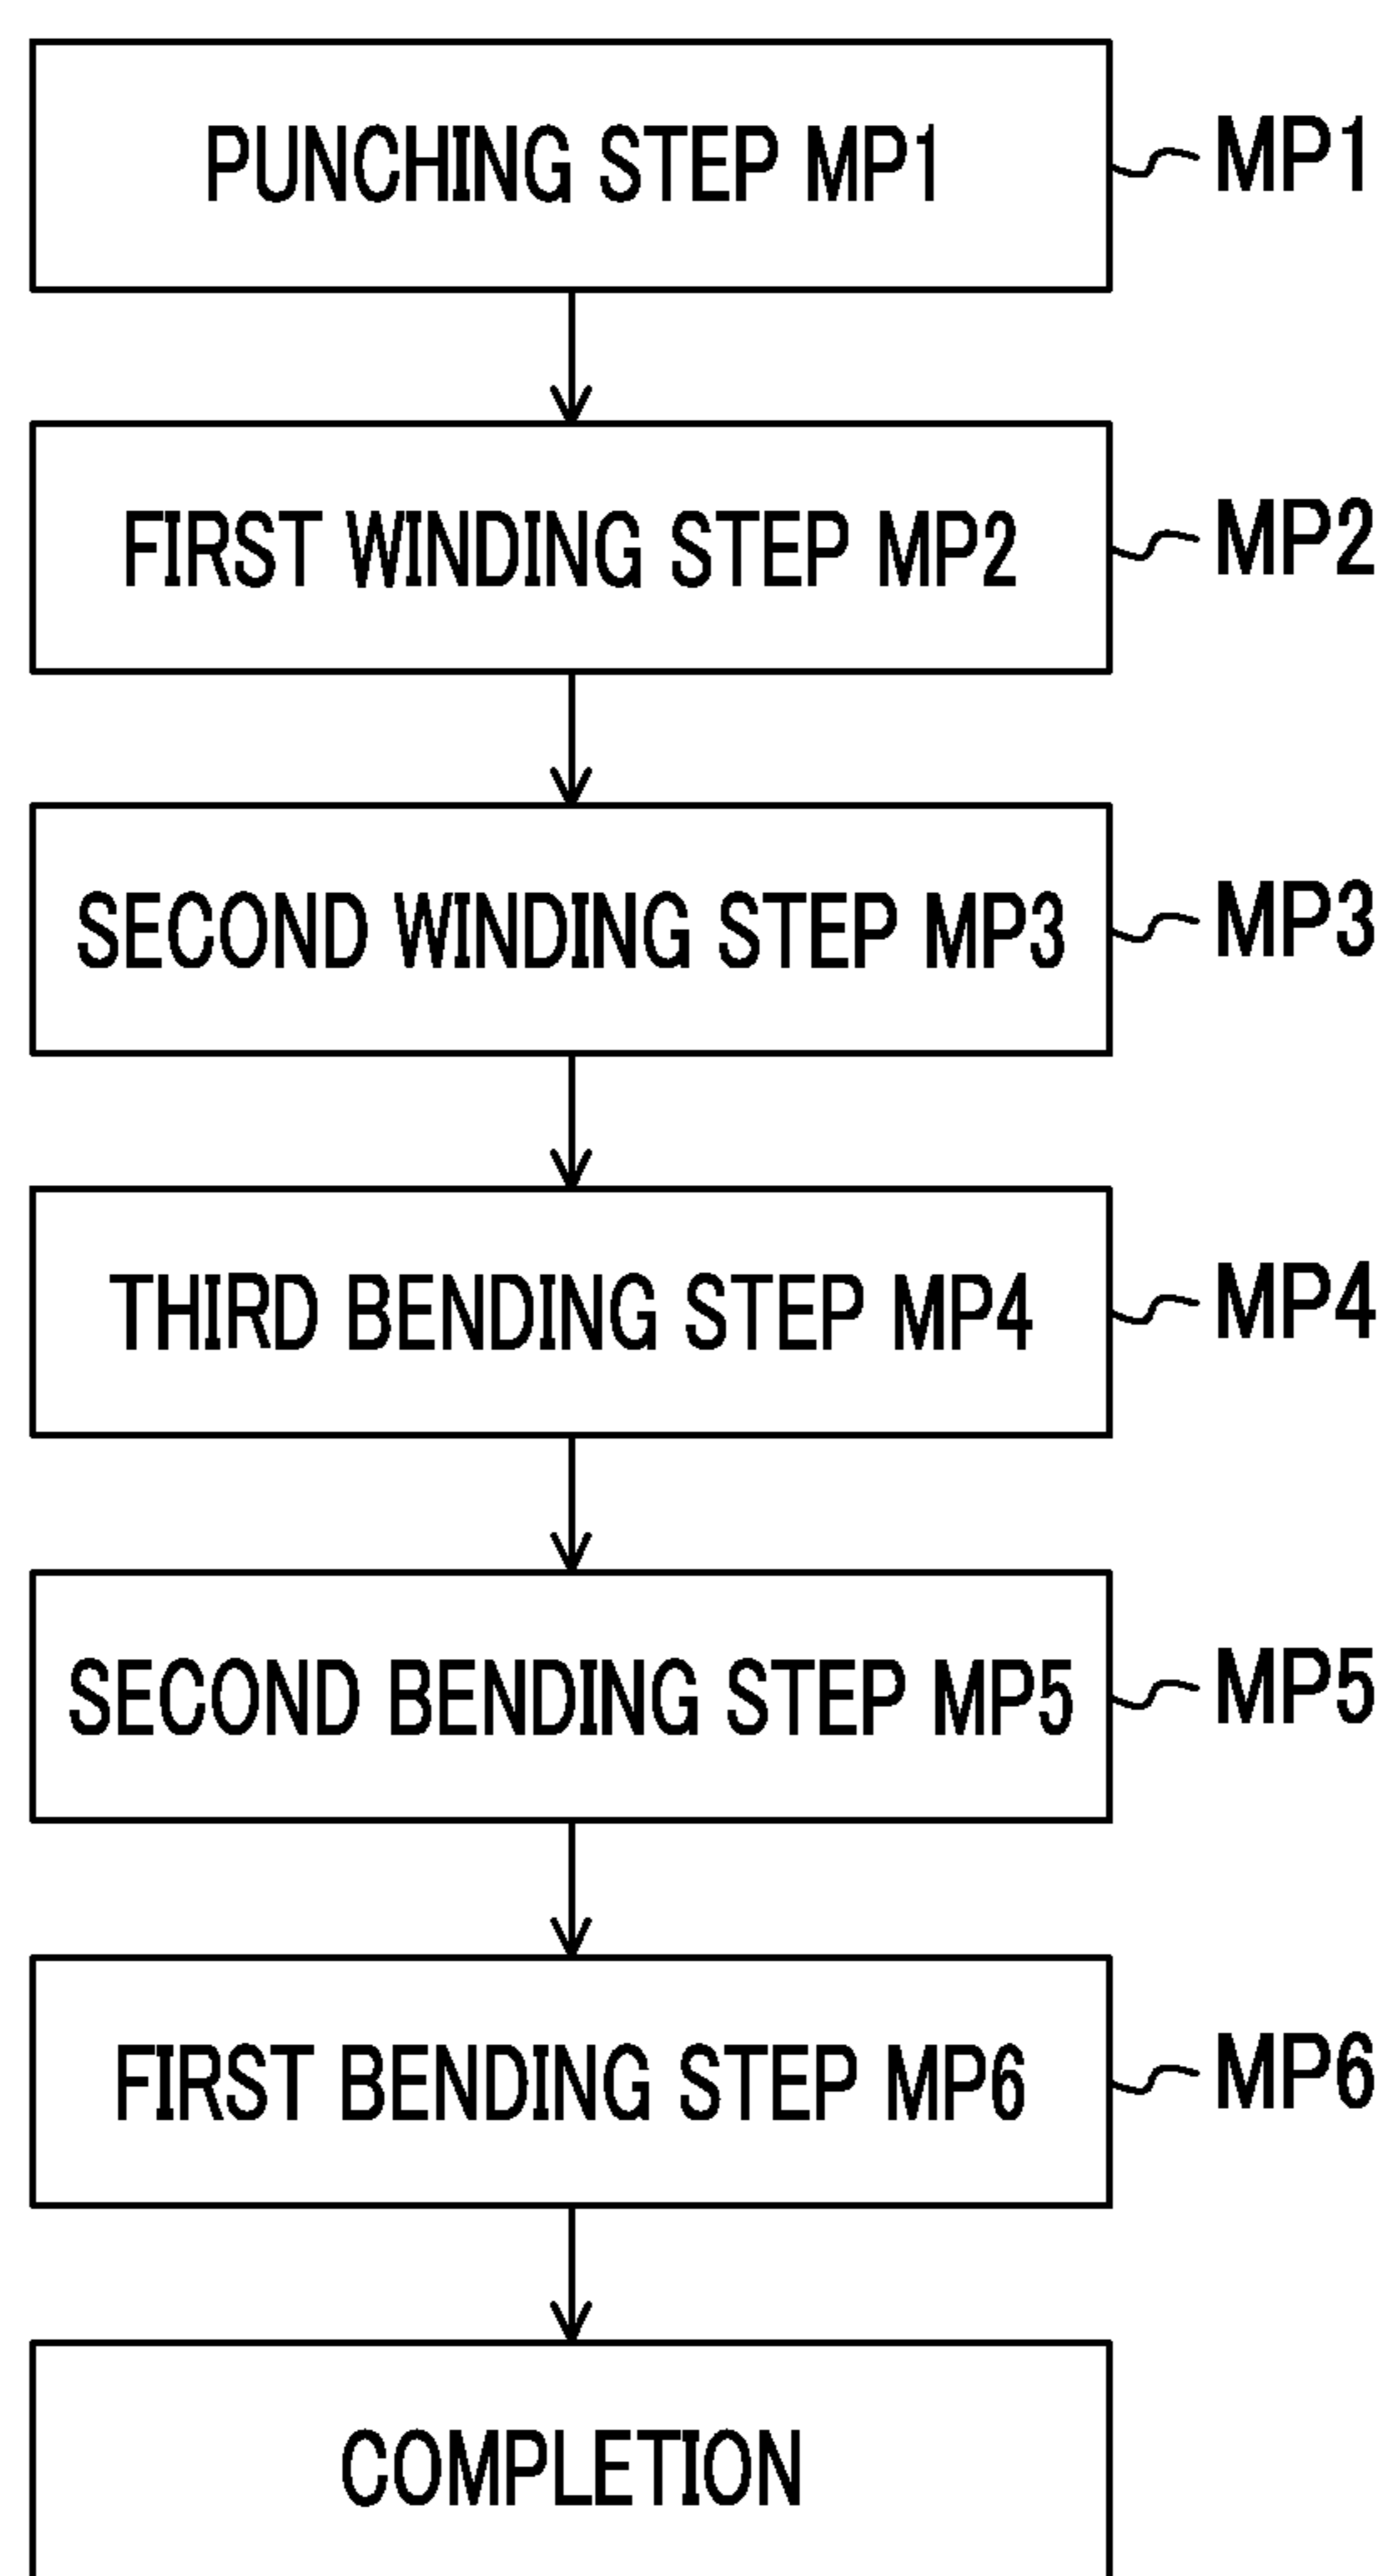 PUNCHING STEP MP1
MP1
FIRST WINDING STEP MP2
MP2
SECOND WINDING STEP MP3
MP3
THIRD BENDING STEP MP4
MP4
SECOND BENDING STEP MP5
MP5
FIRST BENDING STEP MP6
MP6
COMPLETION